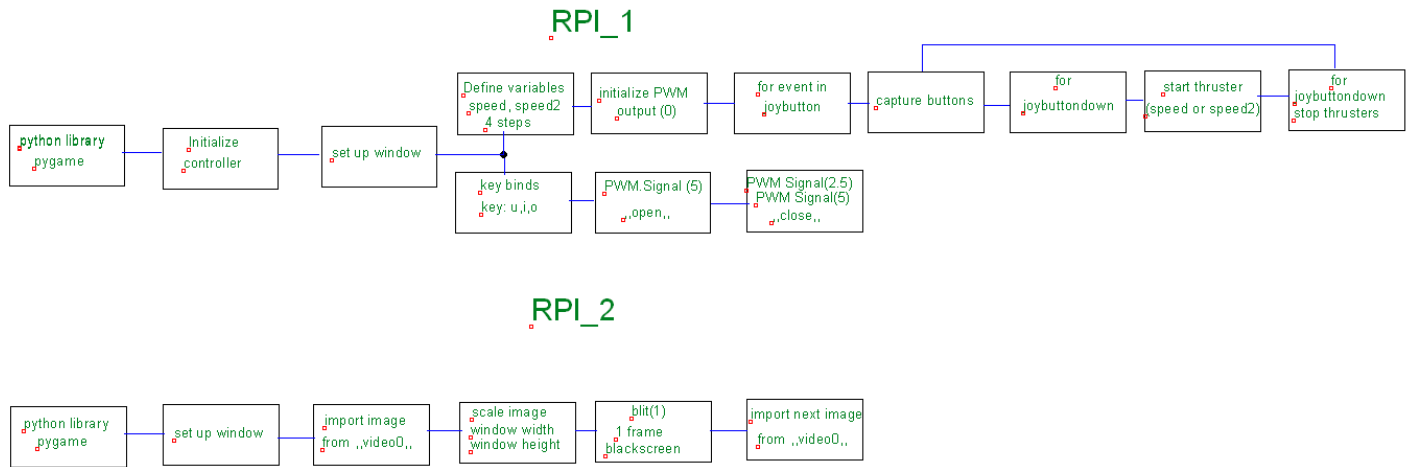 RPI_1
python library
pygame
Initialize
controller
set up window
Define variables
speed, speed2
4 steps
initialize PWM
output (0)
for event in
joybutton
capture buttons
for
joybuttondown
start thruster
(speed or speed2)
for
joybuttondown
stop thrusters
key binds
key: u,i,o
PWM.Signal (5)
,,open,,
PWM Signal(2.5)
PWM Signal(5)
,,close,,
RPI_2
python library
pygame
set up window
import image
from ,,video0,,
scale image
window width
window height
blit(1)
1 frame
blackscreen
import next image
from ,,video0,,